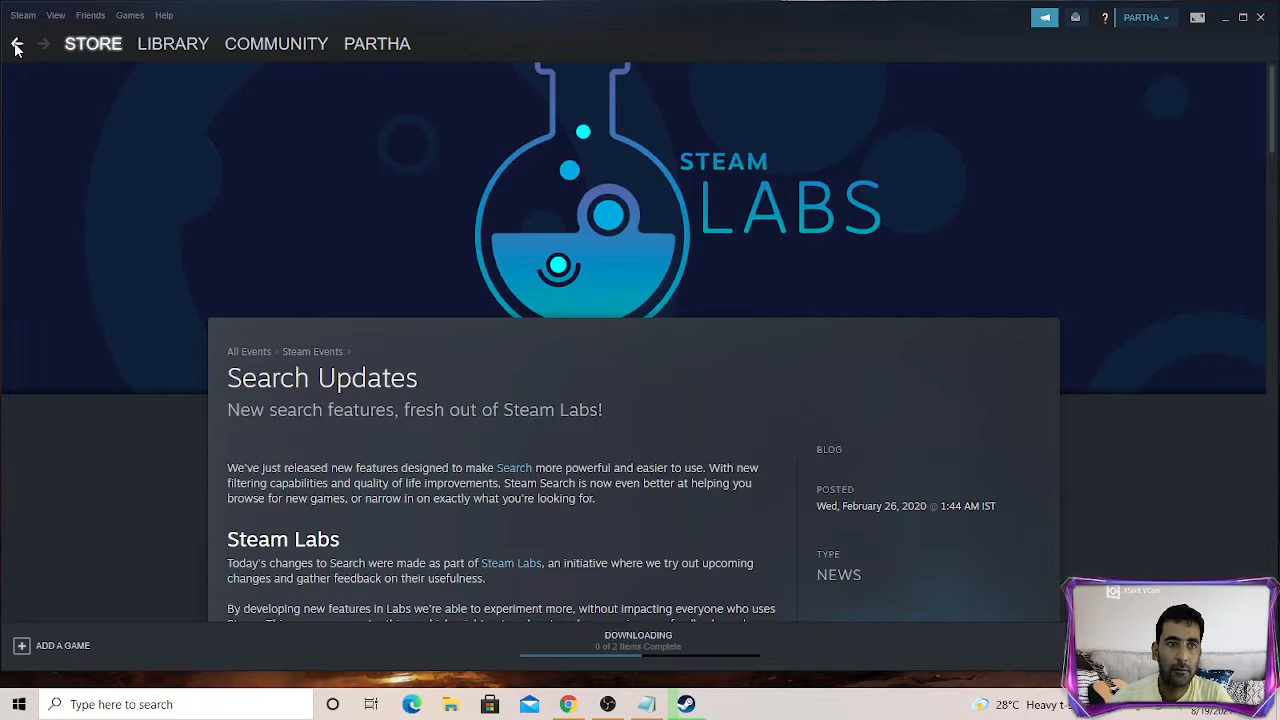 Steam View Friends Games Help
PARTHA
STORE LIBRARY COMMUNITY PARTHA
STEAM
LABS
All Events > Steam Events >
Search Updates
New search features, fresh out of Steam Labs!
We've just released new features designed to make Search more powerful and easier to use. With new
filtering capabilities and quality of life improvements, Steam Search is now even better at helping you
browse for new games, or narrow in on exactly what you're looking for.
BLOG
POSTED
Wed, February 26, 2020 @ 1:44 AM IST
Steam Labs
Today's changes to Search were made as part of Steam Labs, an initiative where we try out upcoming
changes and gather feedback on their usefulness.
TYPE
NEWS
By developing new features in Labs we're able to experiment more, without impacting everyone who uses
XSplit VCam
+ ADD A GAME
DOWNLOADING
0 of 2 Items Complete
Type here to search
28°C Heavy t